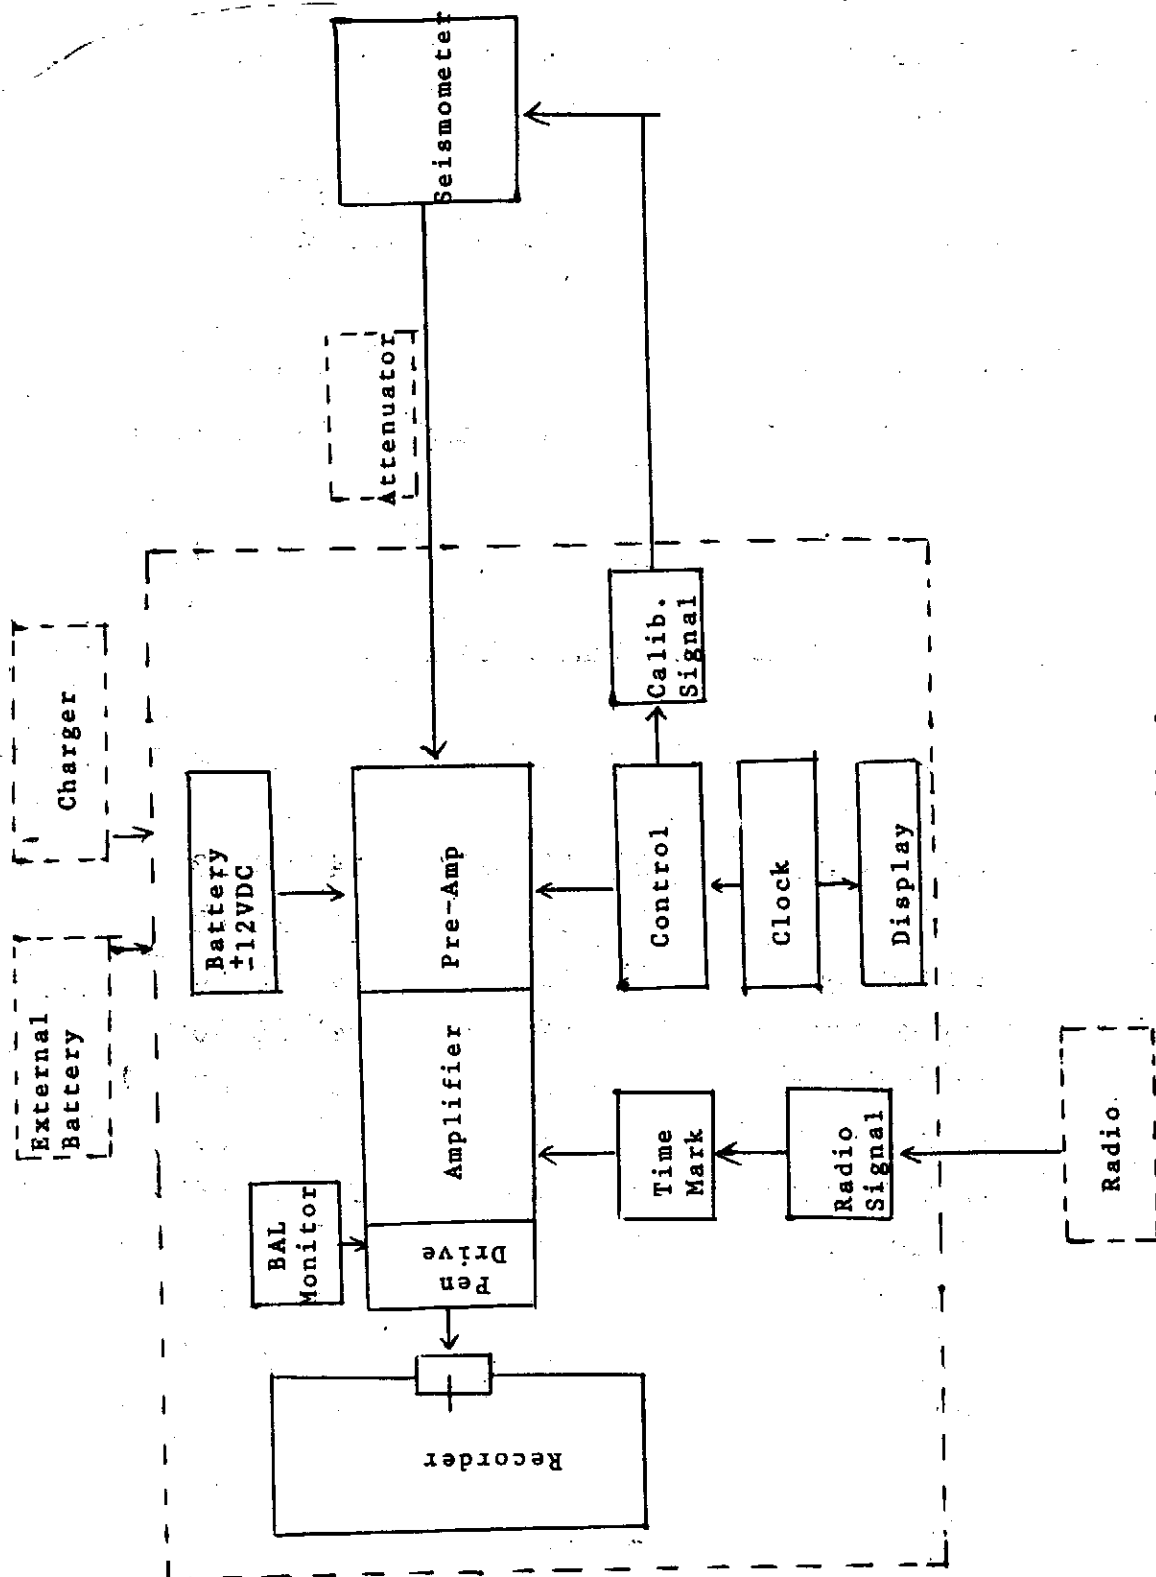 External
Battery
Charger
Battery
±12VDC
BAL
Monitor
Recorder
Pen
Drive
Amplifier
Pre-Amp
Attenuator
Seismometer
Time
Mark
Control
Calib.
Signal
Radio
Signal
Clock
Display
Radio